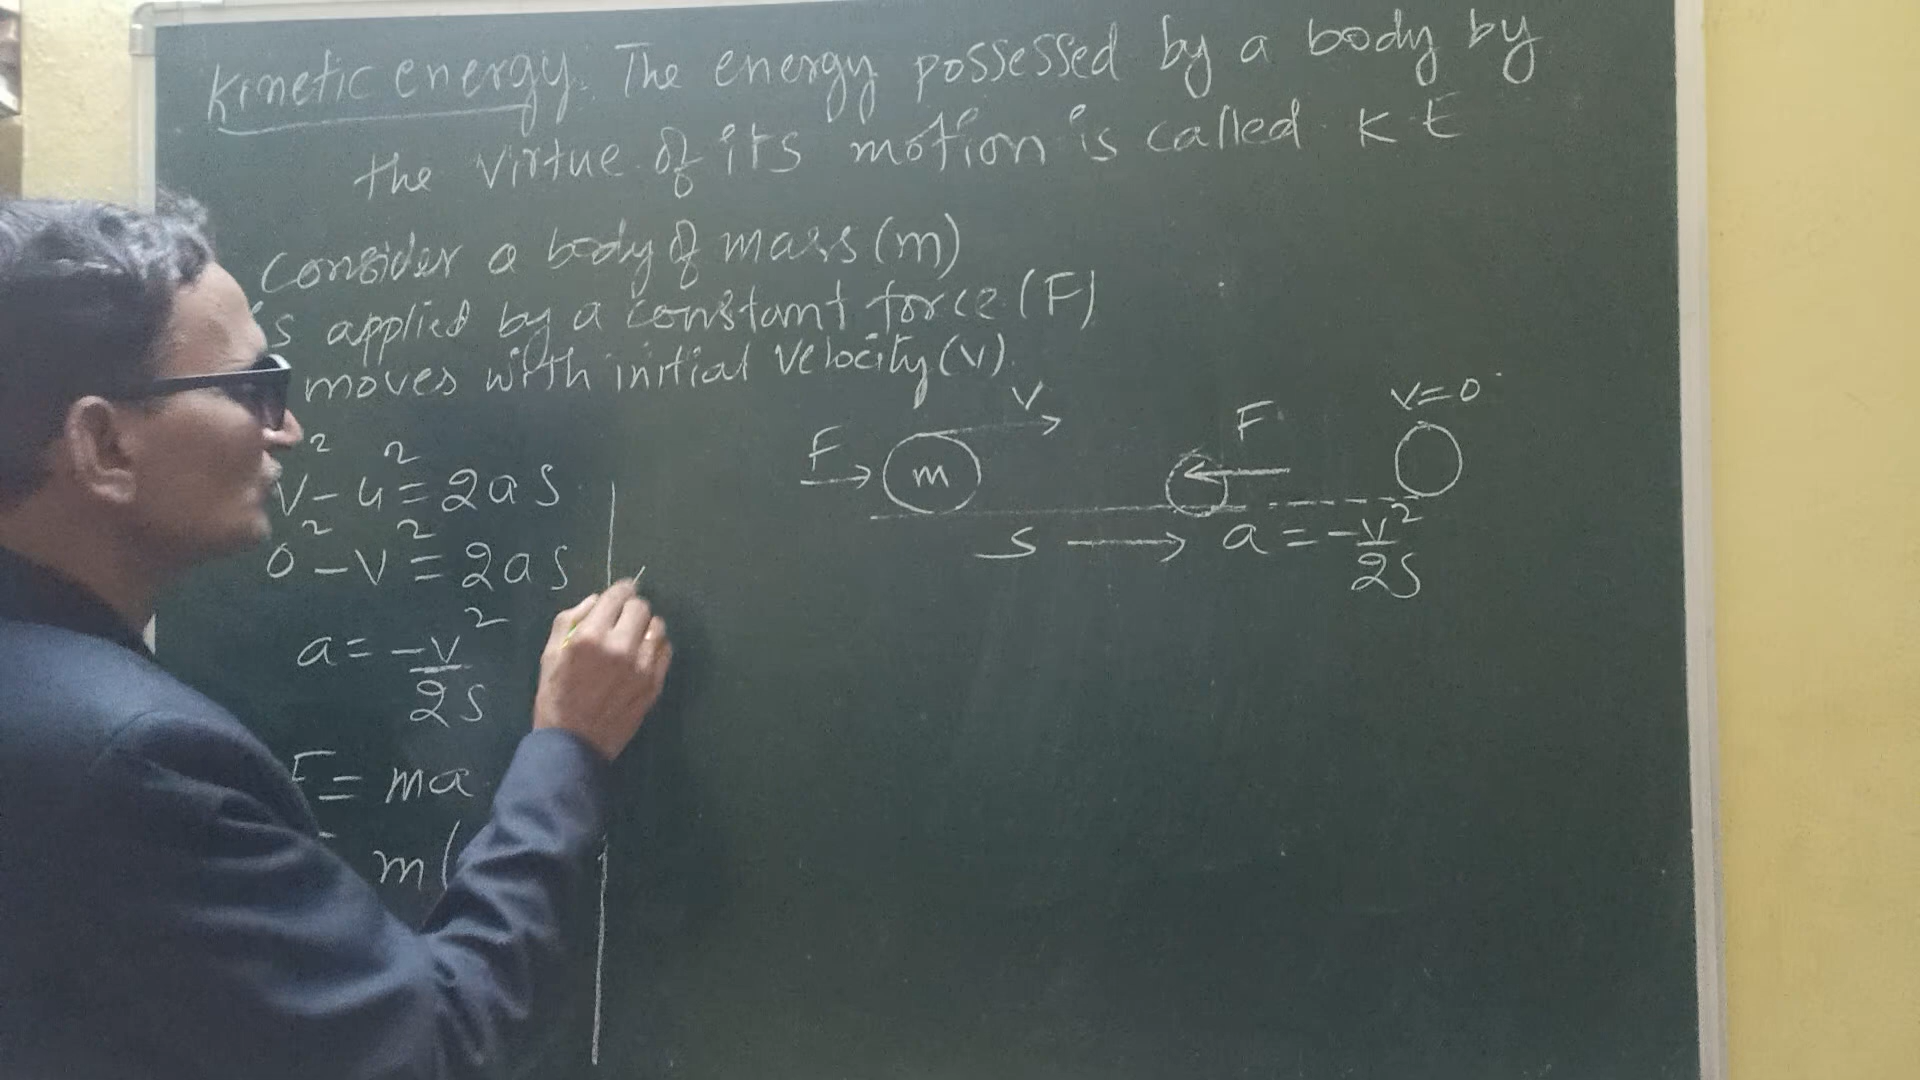 Kinetic energy. The energy possessed by a body by
the virtue of its motion is called KE
Consider a body of mass (m)
is applied by a constant force (F)
moves with initial velocity (v).
v² - u² = 2as
0² - v² = 2as
a = -v²/2s
F = ma
= m(
F
m
v
F
v=0
s → a = -v²/2s